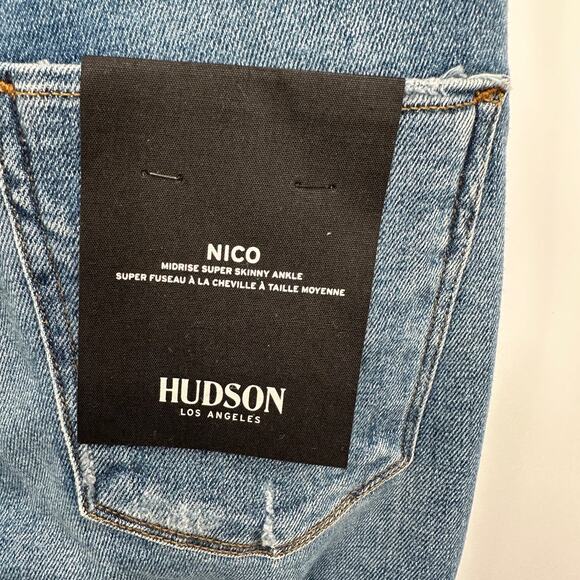 NICO
MIDRISE SUPER SKINNY ANKLE
SUPER FUSEAU À LA CHEVILLE À TAILLE MOYENNE
HUDSON
LOS ANGELES